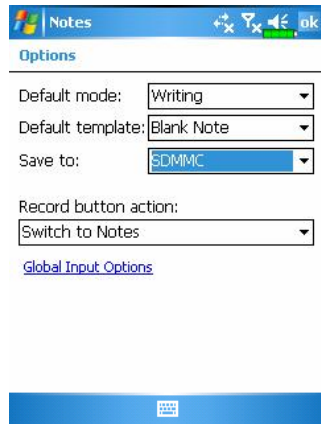 Notes ok
Options
Default mode: Writing
Default template: Blank Note
Save to: SDMMC
Record button action:
Switch to Notes
Global Input Options